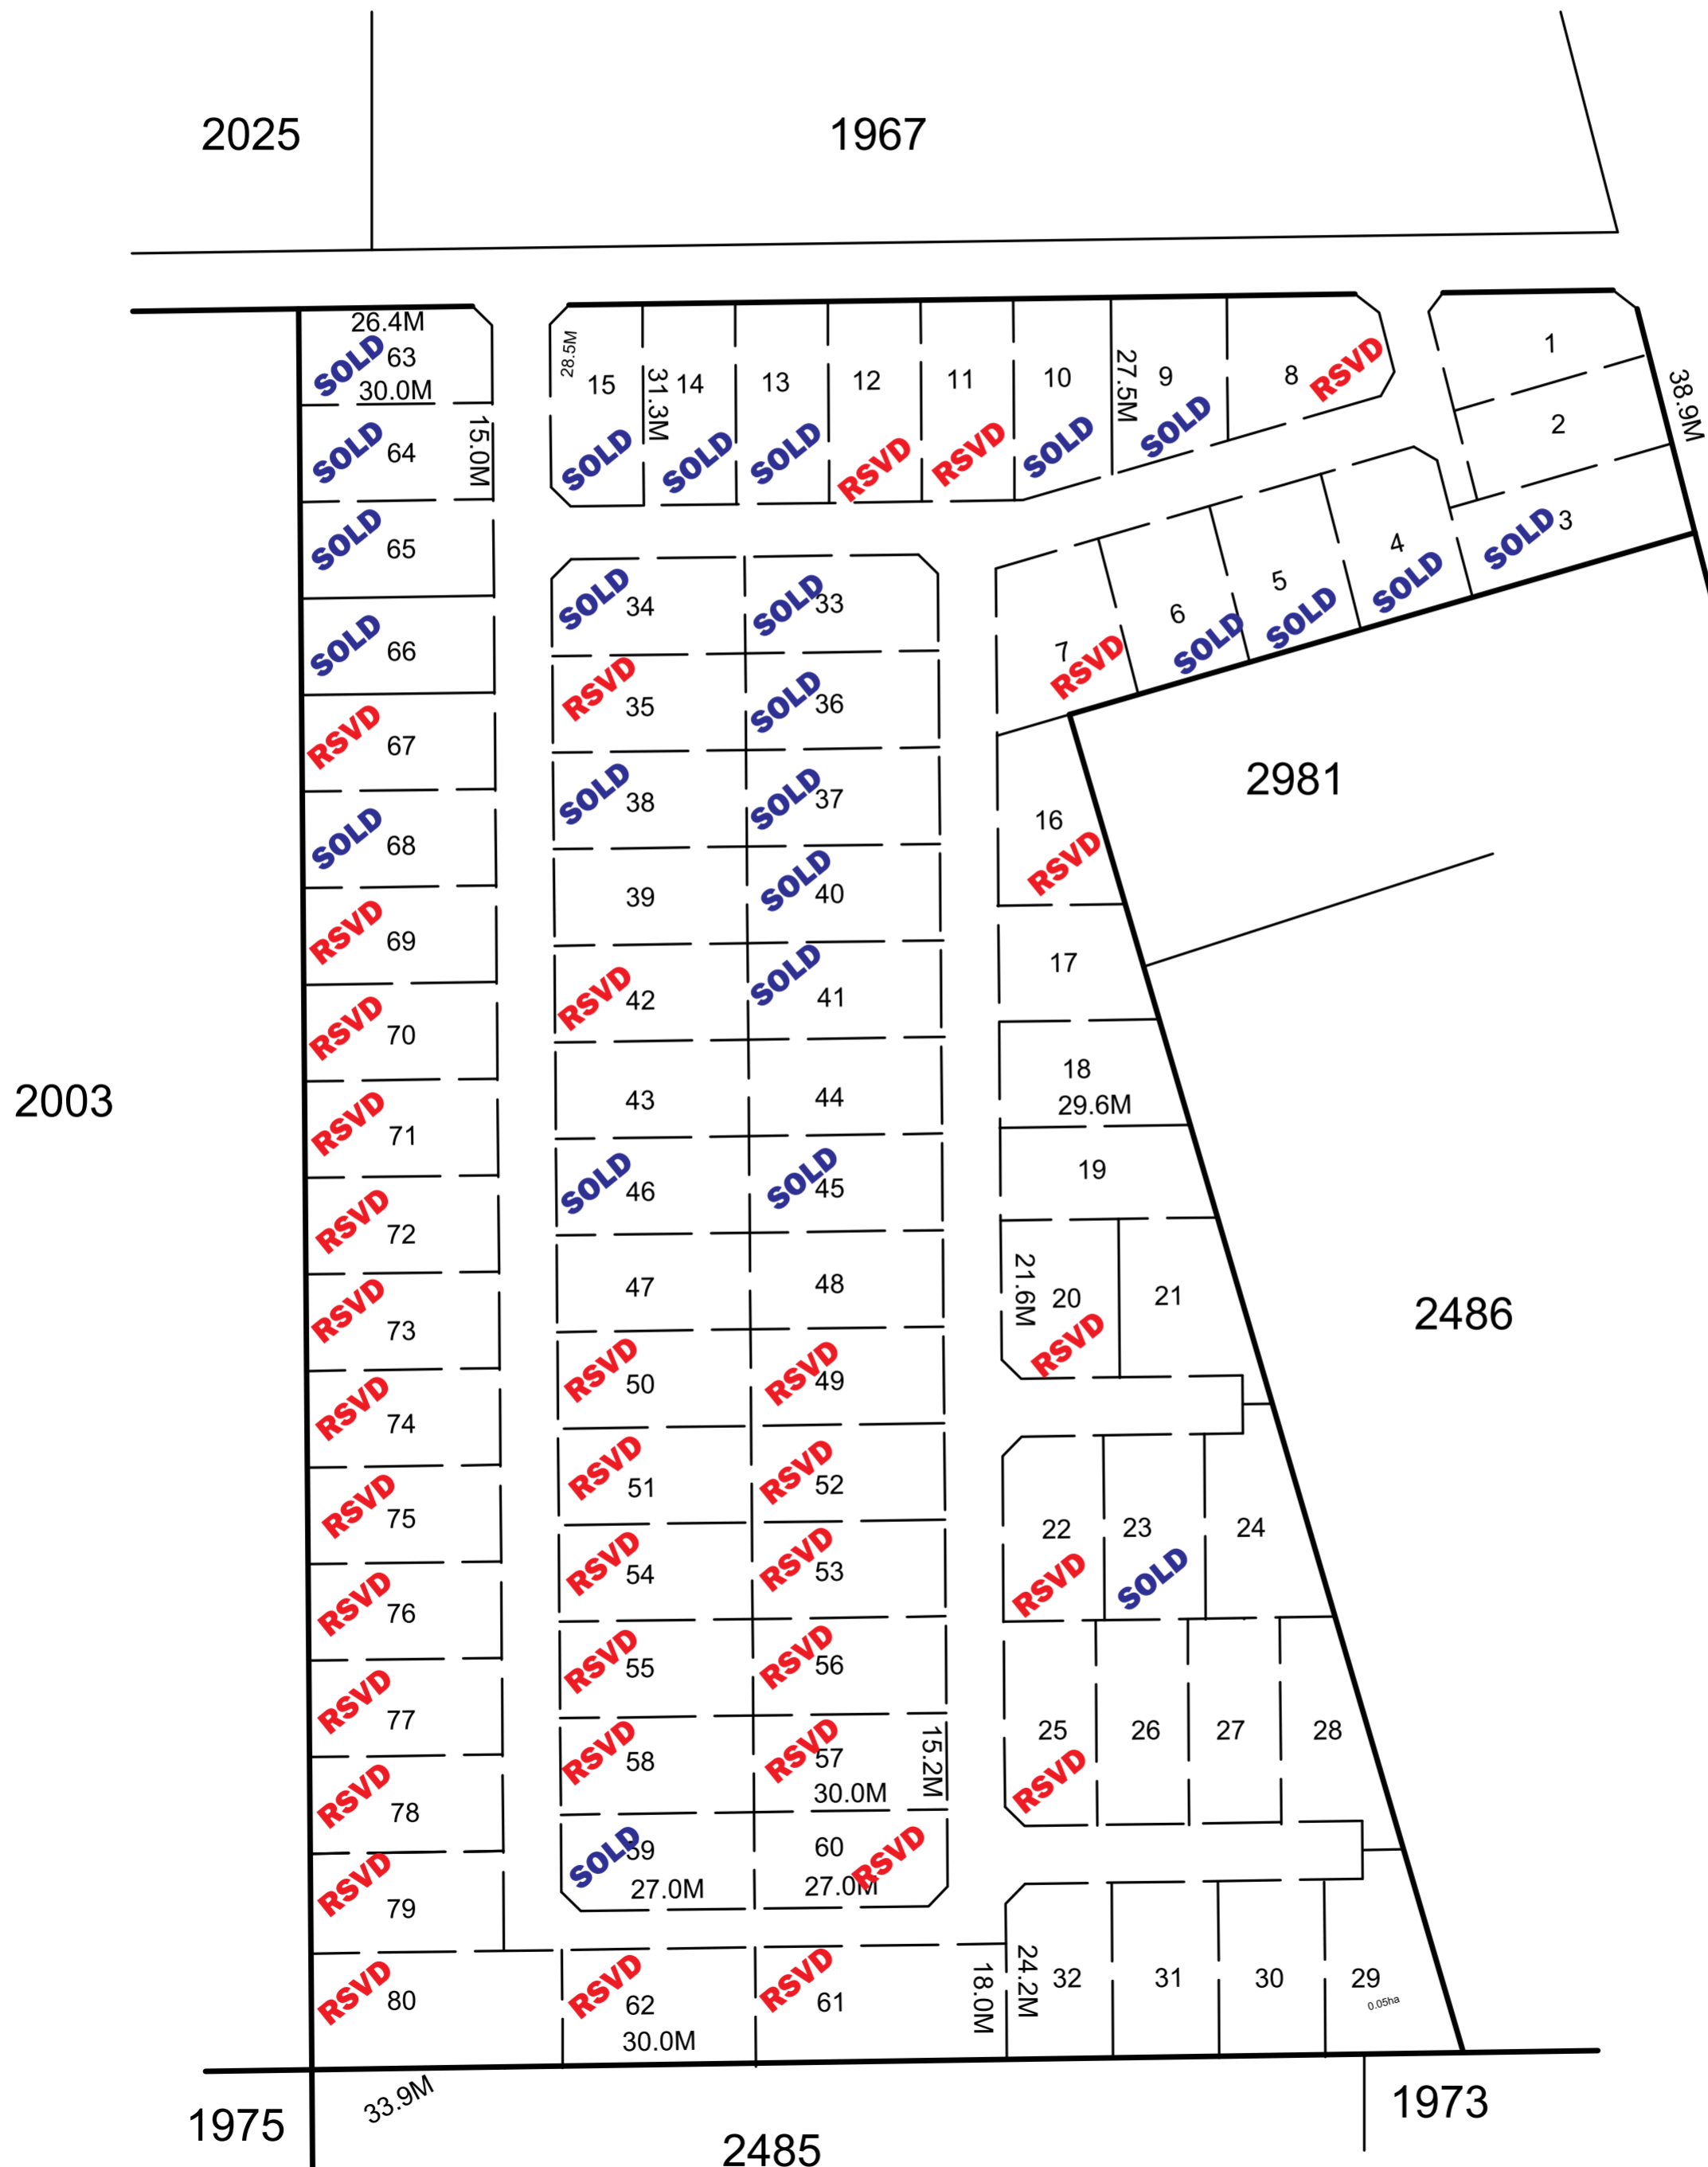 2025
1967
26.4M
SOLD 63
30.0M
28.5M
15
SOLD
31.3M
14
SOLD
13
SOLD
12
RSVD
11
RSVD
10
SOLD
27.5M
9
SOLD
8
RSVD
1
38.9M
2
SOLD 3
4
SOLD
5
SOLD
6
SOLD
7
RSVD
SOLD 64
15.0M
SOLD 65
SOLD 66
RSVD 67
SOLD 68
RSVD 69
RSVD 70
RSVD 71
RSVD 72
RSVD 73
RSVD 74
RSVD 75
RSVD 76
RSVD 77
RSVD 78
RSVD 79
RSVD 80
SOLD 34
SOLD 33
RSVD 35
SOLD 36
SOLD 38
SOLD 37
39
SOLD 40
RSVD 42
SOLD 41
43
44
SOLD 46
SOLD 45
47
48
RSVD 50
RSVD 49
RSVD 51
RSVD 52
RSVD 54
RSVD 53
RSVD 55
RSVD 56
RSVD 58
RSVD 57
30.0M
15.2M
SOLD 59
27.0M
60
RSVD
27.0M
RSVD 62
30.0M
RSVD 61
18.0M
2981
16
RSVD
17
18
29.6M
19
21.6M
20
RSVD
21
2486
22
RSVD
23
SOLD
24
25
RSVD
26
27
28
24.2M
32
31
30
29
0.05ha
2003
1975
33.9M
2485
1973